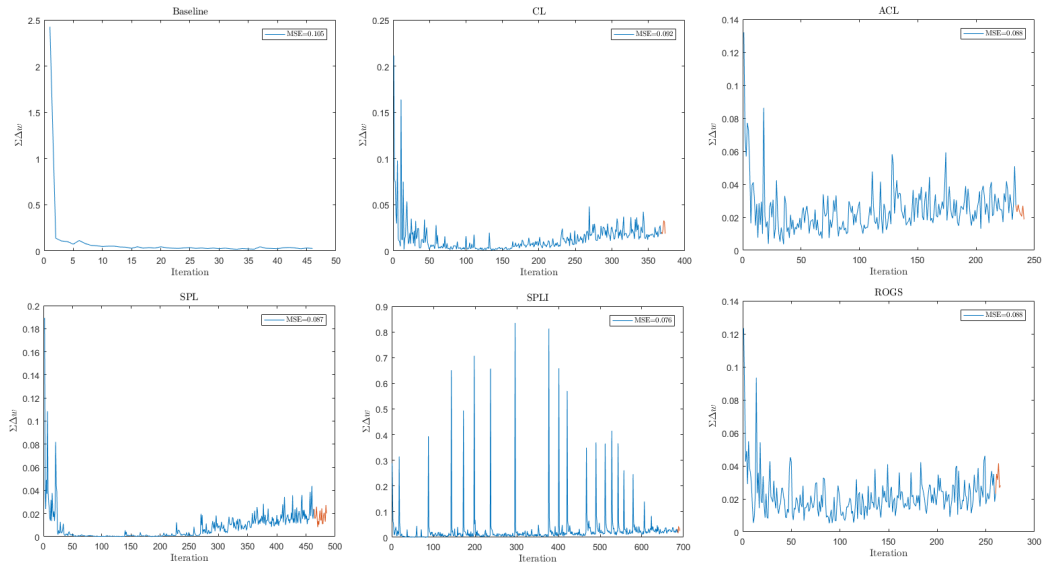 Baseline
2.5
2
1.5
1
0.5
0
ΣΔw
0 5 10 15 20 25 30 35 40 45 50
Iteration
MSE=0.105
CL
0.25
0.2
0.15
0.1
0.05
0
ΣΔw
0 50 100 150 200 250 300 350 400
Iteration
MSE=0.092
ACL
0.14
0.12
0.1
0.08
0.06
0.04
0.02
0
ΣΔw
0 50 100 150 200 250
Iteration
MSE=0.088
SPL
0.2
0.18
0.16
0.14
0.12
0.1
0.08
0.06
0.04
0.02
0
ΣΔw
0 50 100 150 200 250 300 350 400 450 500
Iteration
MSE=0.087
SPLI
0.9
0.8
0.7
0.6
0.5
0.4
0.3
0.2
0.1
0
ΣΔw
0 100 200 300 400 500 600 700
Iteration
MSE=0.076
ROGS
0.14
0.12
0.1
0.08
0.06
0.04
0.02
0
ΣΔw
0 50 100 150 200 250 300
Iteration
MSE=0.088